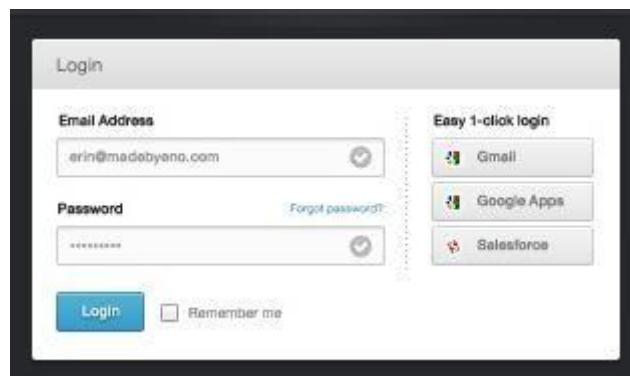 Login
Email Address
erin@madebyeno.com
Password
Forgot password?
•••••••••
Login
Remember me
Easy 1-click login
Gmail
Google Apps
Salesforce